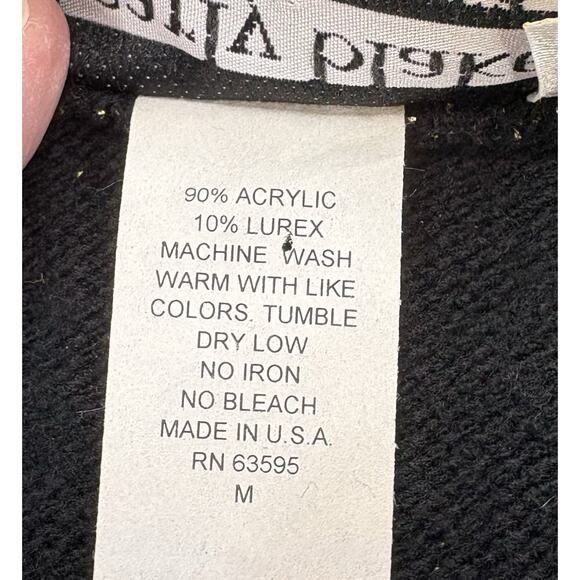 90% ACRYLIC
10% LUREX
MACHINE WASH
WARM WITH LIKE
COLORS. TUMBLE
DRY LOW
NO IRON
NO BLEACH
MADE IN U.S.A.
RN 63595
M